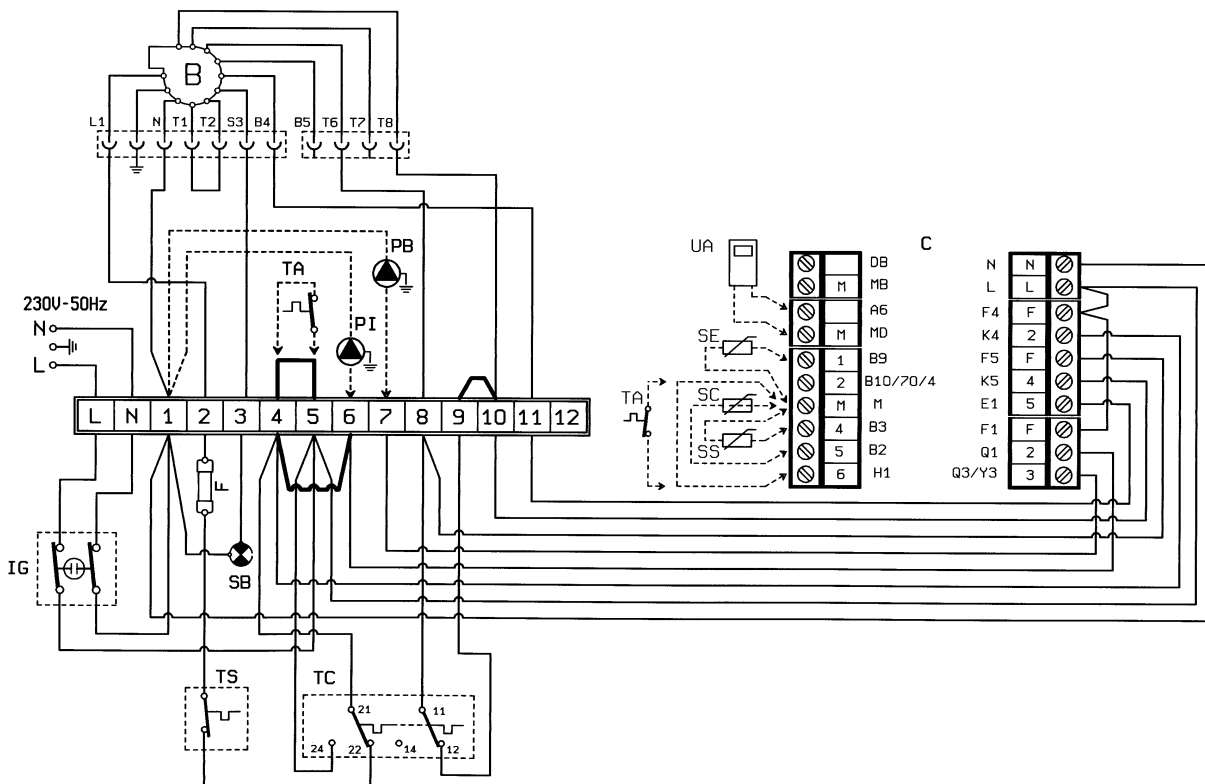 B
L1 N T1 T2 S3 B4 B5 T6 T7 T8
PB
TA
PI
230V-50Hz
N
L
L N 1 2 3 4 5 6 7 8 9 10 11 12
F
IG
SB
TS
TC
21 11
24 22 14 12
UA
SE
TA
SC
SS
C
DB
M MB
A6
M MD
1 B9
2 B10/70/4
M M
4 B3
5 B2
6 H1
N N
L L
F4 F
K4 2
F5 F
K5 4
E1 5
F1 F
Q1 2
Q3/Y3 3